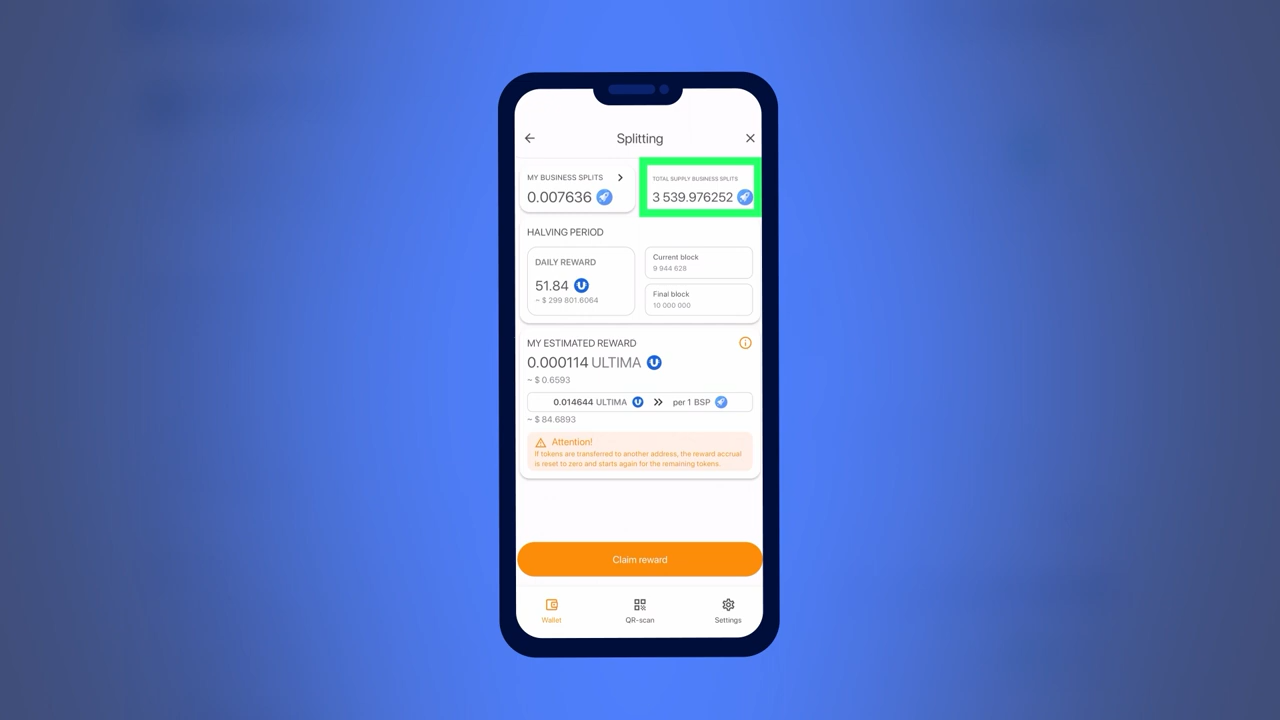 Splitting
MY BUSINESS SPLITS
0.007636
TOTAL SUPPLY BUSINESS SPLITS
3 539.976252
HALVING PERIOD
DAILY REWARD
51.84
~ $ 299 801.6064
Current block
9 944 628
Final block
10 000 000
MY ESTIMATED REWARD
0.000114 ULTIMA
~ $ 0.6593
0.014644 ULTIMA per 1 BSP
~ $ 84.6893
Attention!
If tokens are transferred to another address, the reward accrual
is reset to zero and starts again for the remaining tokens.
Claim reward
Wallet
QR-scan
Settings